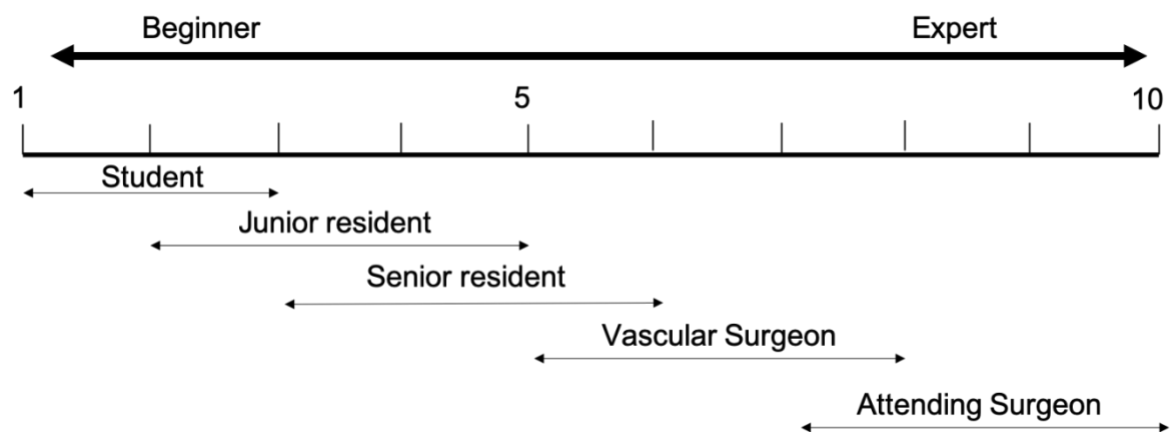 Beginner Expert
1 5 10
Student
Junior resident
Senior resident
Vascular Surgeon
Attending Surgeon